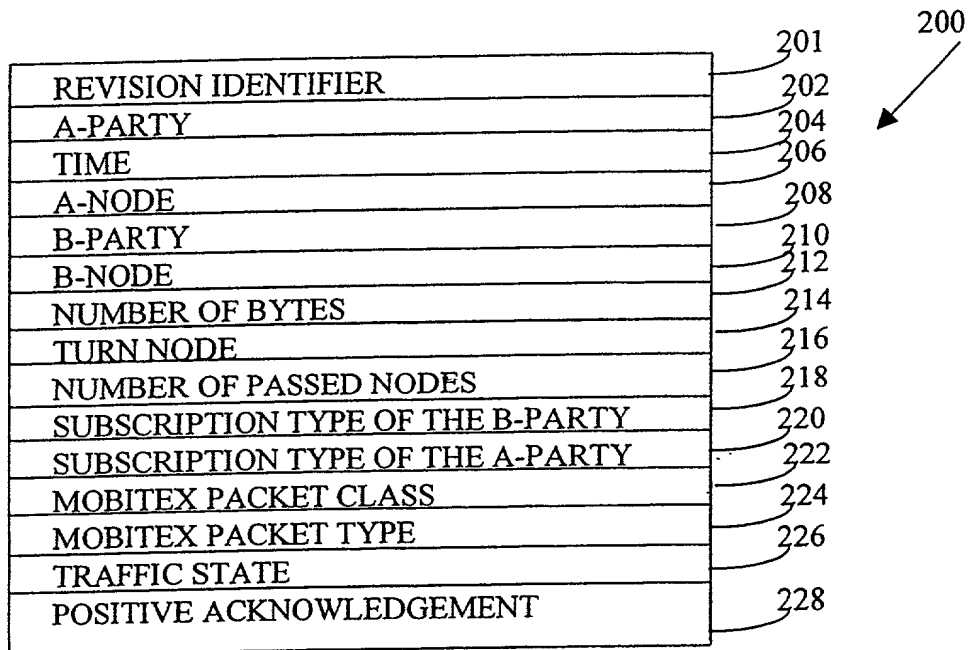 200
REVISION IDENTIFIER 201
A-PARTY 202
TIME 204
A-NODE 206
B-PARTY 208
B-NODE 210
NUMBER OF BYTES 212
TURN NODE 214
NUMBER OF PASSED NODES 216
SUBSCRIPTION TYPE OF THE B-PARTY 218
SUBSCRIPTION TYPE OF THE A-PARTY 220
MOBITEX PACKET CLASS 222
MOBITEX PACKET TYPE 224
TRAFFIC STATE 226
POSITIVE ACKNOWLEDGEMENT 228